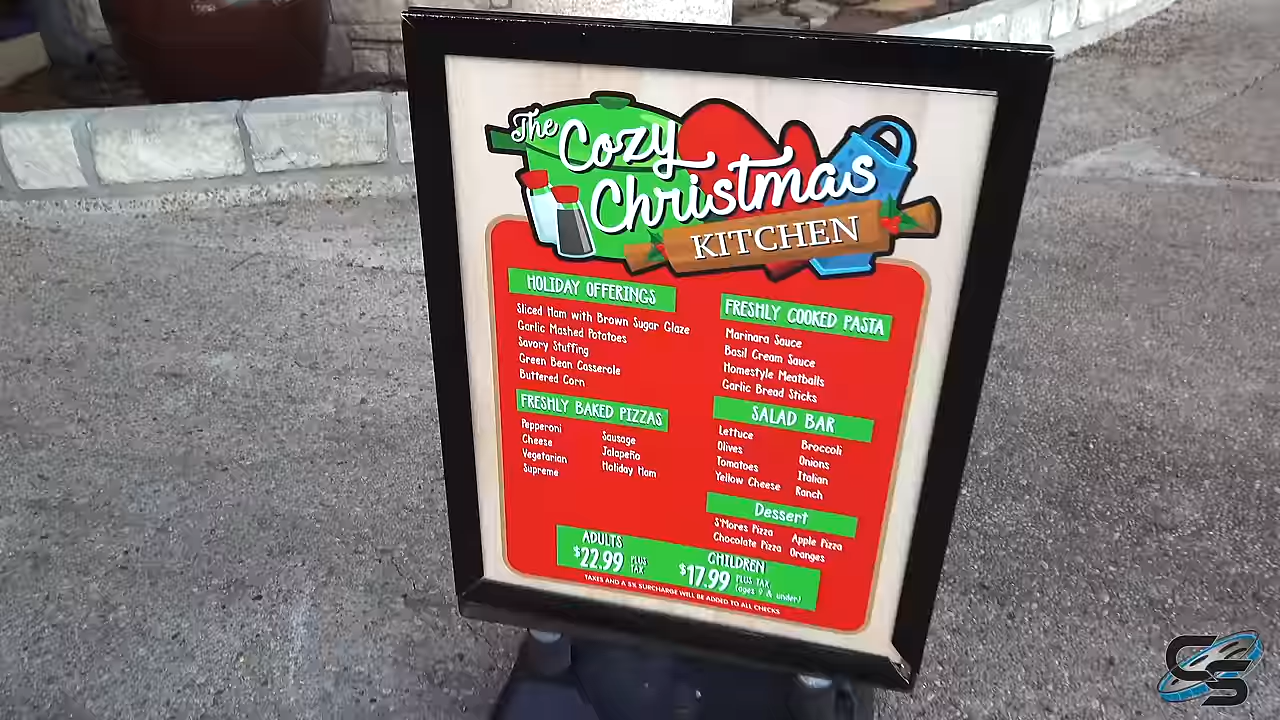 The Cozy
Christmas
KITCHEN
HOLIDAY OFFERINGS
Sliced Ham with Brown Sugar Glaze
Garlic Mashed Potatoes
Savory Stuffing
Green Bean Casserole
Buttered Corn
FRESHLY BAKED PIZZAS
Pepperoni Sausage
Cheese Jalapeño
Vegetarian Holiday Ham
Supreme
FRESHLY COOKED PASTA
Marinara Sauce
Basil Cream Sauce
Homestyle Meatballs
Garlic Bread Sticks
SALAD BAR
Lettuce Broccoli
Olives Onions
Tomatoes Italian
Yellow Cheese Ranch
Dessert
S'Mores Pizza Apple Pizza
Chocolate Pizza Oranges
ADULTS
$22.99 PLUS TAX
CHILDREN
$17.99 PLUS TAX
(ages 9 & under)
TAXES AND A 5% SURCHARGE WILL BE ADDED TO ALL CHECKS
CS